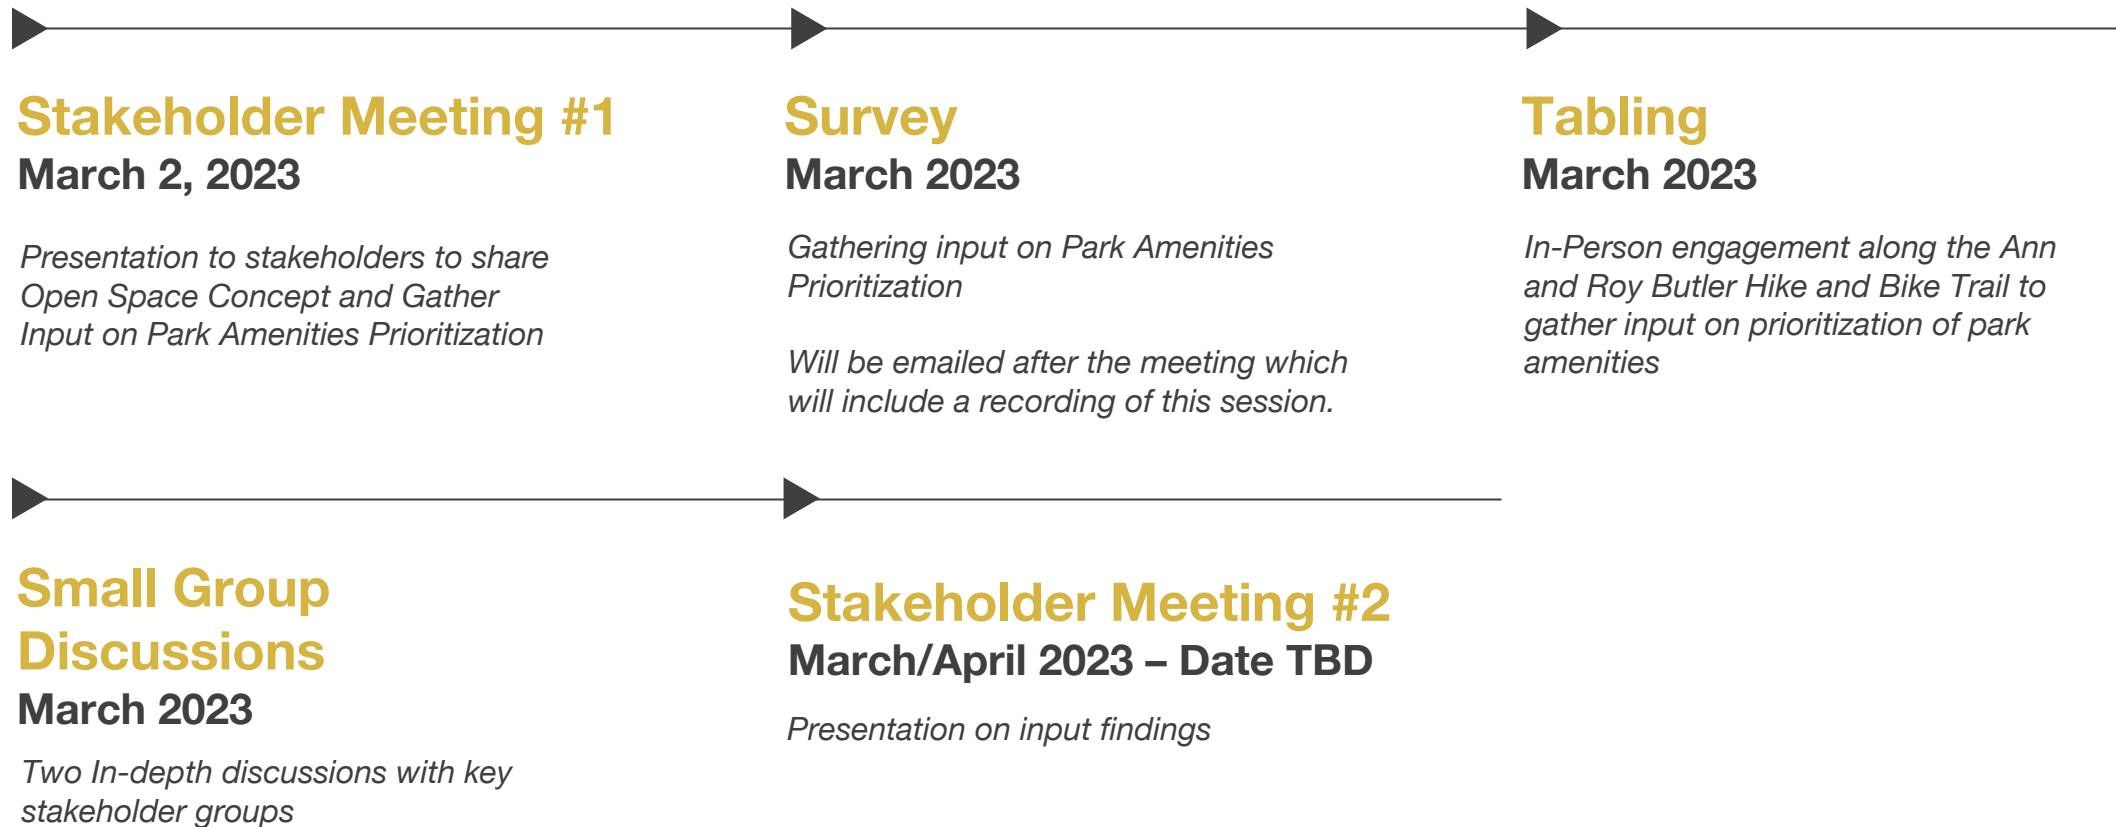 Stakeholder Meeting #1
March 2, 2023
Presentation to stakeholders to share
Open Space Concept and Gather
Input on Park Amenities Prioritization
Survey
March 2023
Gathering input on Park Amenities
Prioritization
Will be emailed after the meeting which
will include a recording of this session.
Tabling
March 2023
In-Person engagement along the Ann
and Roy Butler Hike and Bike Trail to
gather input on prioritization of park
amenities
Small Group
Discussions
March 2023
Two In-depth discussions with key
stakeholder groups
Stakeholder Meeting #2
March/April 2023 – Date TBD
Presentation on input findings